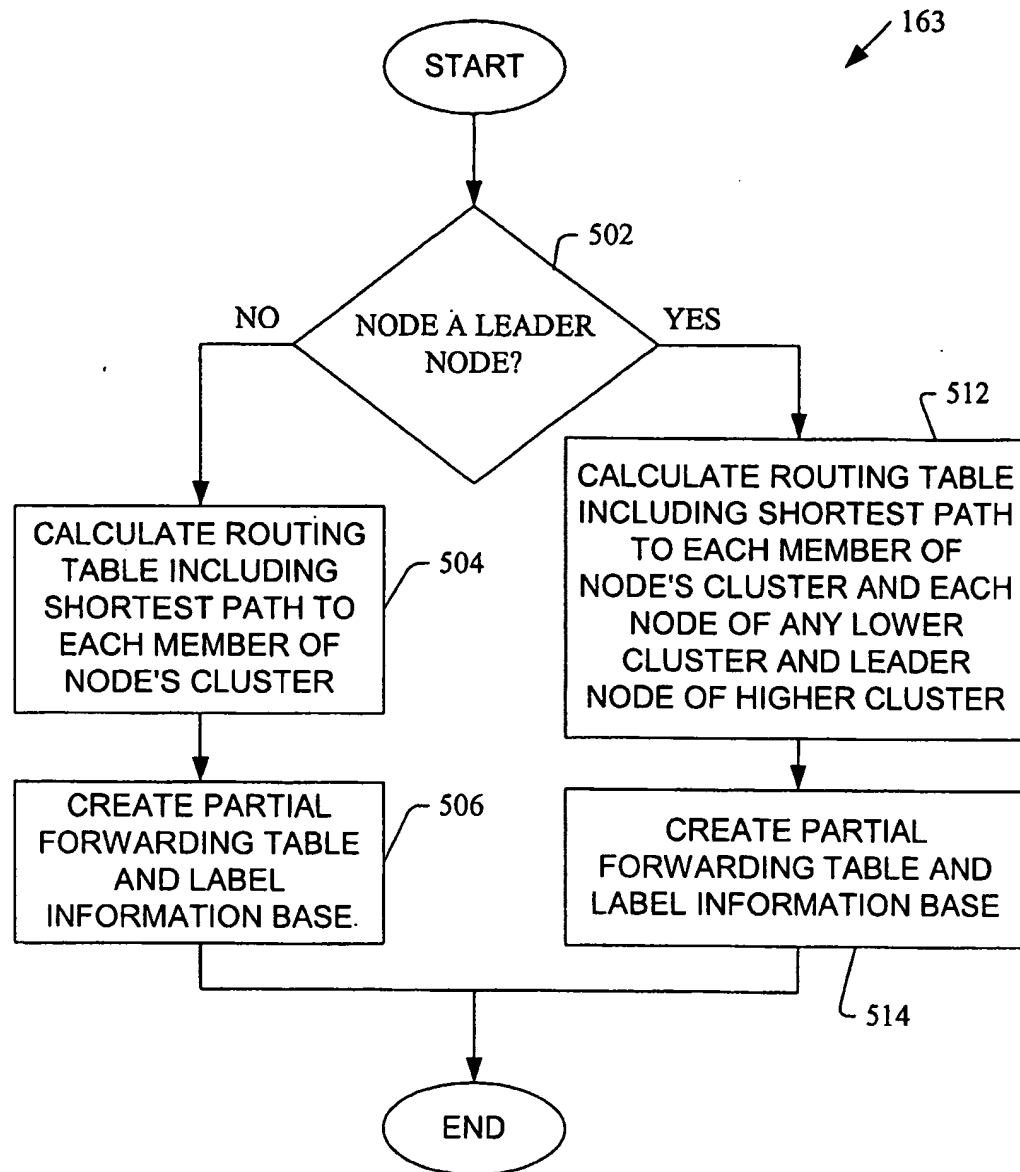 163
START
502
NO
YES
NODE A LEADER
NODE?
512
CALCULATE ROUTING
TABLE INCLUDING
SHORTEST PATH TO
EACH MEMBER OF
NODE'S CLUSTER
504
CALCULATE ROUTING TABLE
INCLUDING SHORTEST PATH
TO EACH MEMBER OF
NODE'S CLUSTER AND EACH
NODE OF ANY LOWER
CLUSTER AND LEADER
NODE OF HIGHER CLUSTER
CREATE PARTIAL
FORWARDING TABLE
AND LABEL
INFORMATION BASE.
506
CREATE PARTIAL
FORWARDING TABLE AND
LABEL INFORMATION BASE
514
END